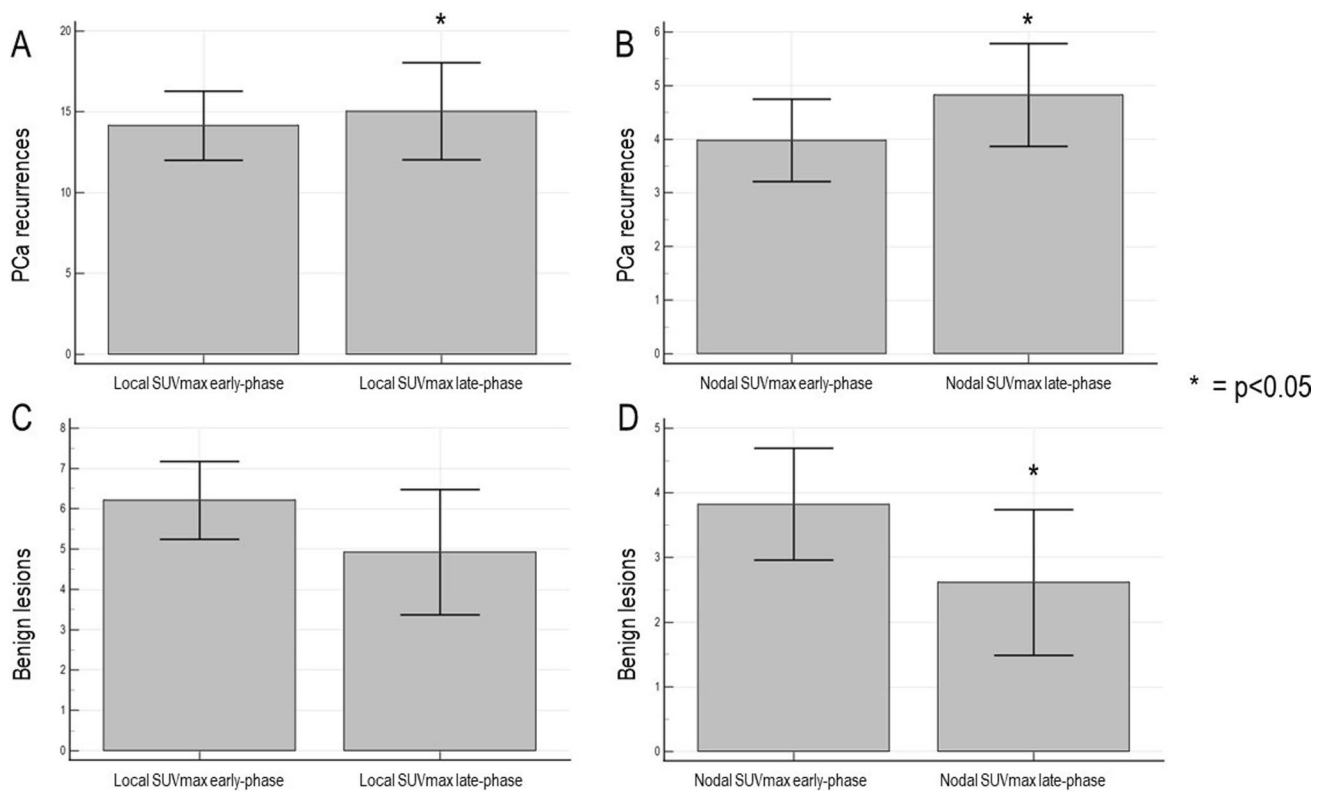 A
*
20
15
10
5
0
PCa recurrences
Local SUVmax early-phase
Local SUVmax late-phase
B
*
6
5
4
3
2
1
0
PCa recurrences
Nodal SUVmax early-phase
Nodal SUVmax late-phase
* = p<0.05
C
8
7
6
5
4
3
2
1
0
Benign lesions
Local SUVmax early-phase
Local SUVmax late-phase
D
*
5
4
3
2
1
0
Benign lesions
Nodal SUVmax early-phase
Nodal SUVmax late-phase